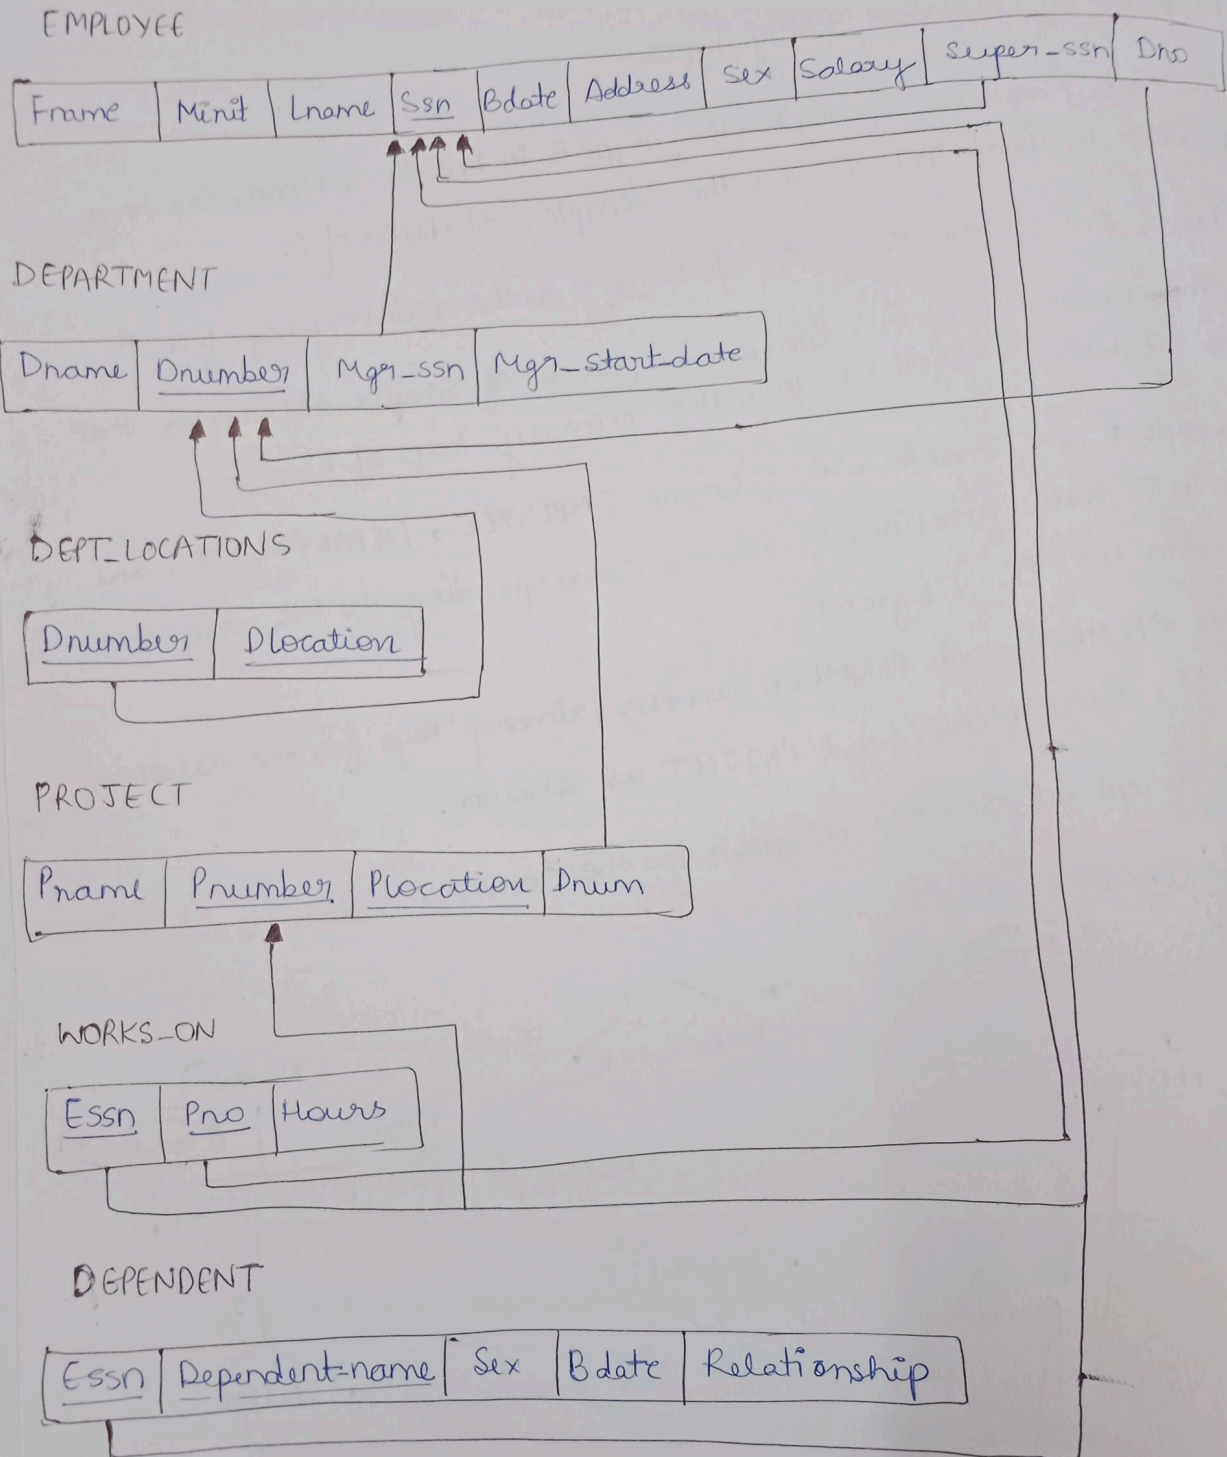 EMPLOYEE
Fname Minit Lname Ssn Bdate Address Sex Salary Super-ssn Dno
DEPARTMENT
Dname Dnumber Mgr-ssn Mgr-start-date
DEPT_LOCATIONS
Dnumber Dlocation
PROJECT
Pname Pnumber Plocation Dnum
WORKS-ON
Essn Pno Hours
DEPENDENT
Essn Dependent-name Sex Bdate Relationship